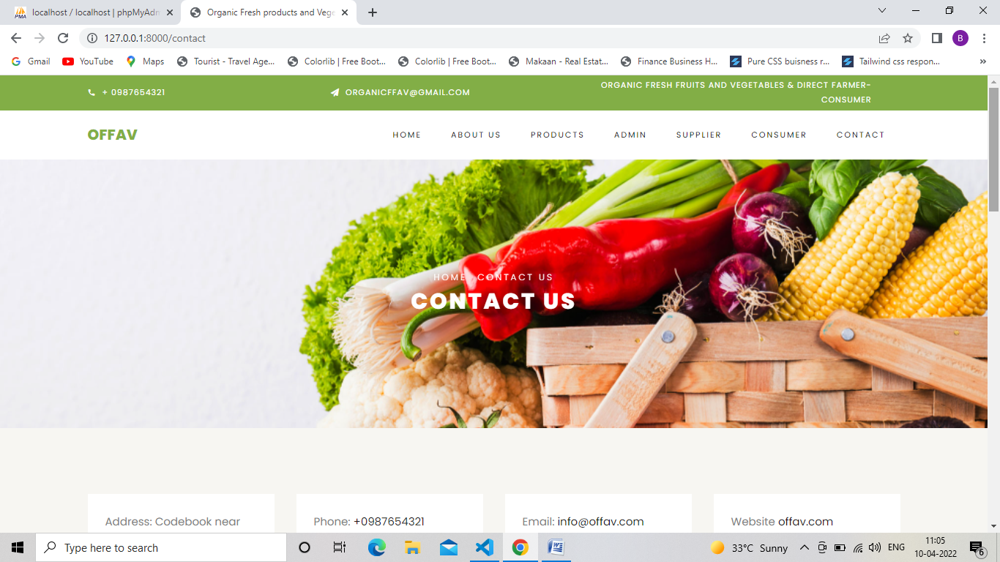 localhost / localhost | phpMyAdm
Organic Fresh products and Vege
127.0.0.1:8000/contact
B
Gmail
YouTube
Maps
Tourist - Travel Age...
Colorlib | Free Boot...
Colorlib | Free Boot...
Makaan - Real Estat...
Finance Business H...
Pure CSS buisness r...
Tailwind css respon...
»
+ 0987654321
ORGANICFFAV@GMAIL.COM
ORGANIC FRESH FRUITS AND VEGETABLES & DIRECT FARMER-
CONSUMER
OFFAV
HOME
ABOUT US
PRODUCTS
ADMIN
SUPPLIER
CONSUMER
CONTACT
HOME CONTACT US
CONTACT US
Address: Codebook near
Phone: +0987654321
Email: info@offav.com
Website offav.com
Type here to search
33°C Sunny
ENG
11:05
10-04-2022
6